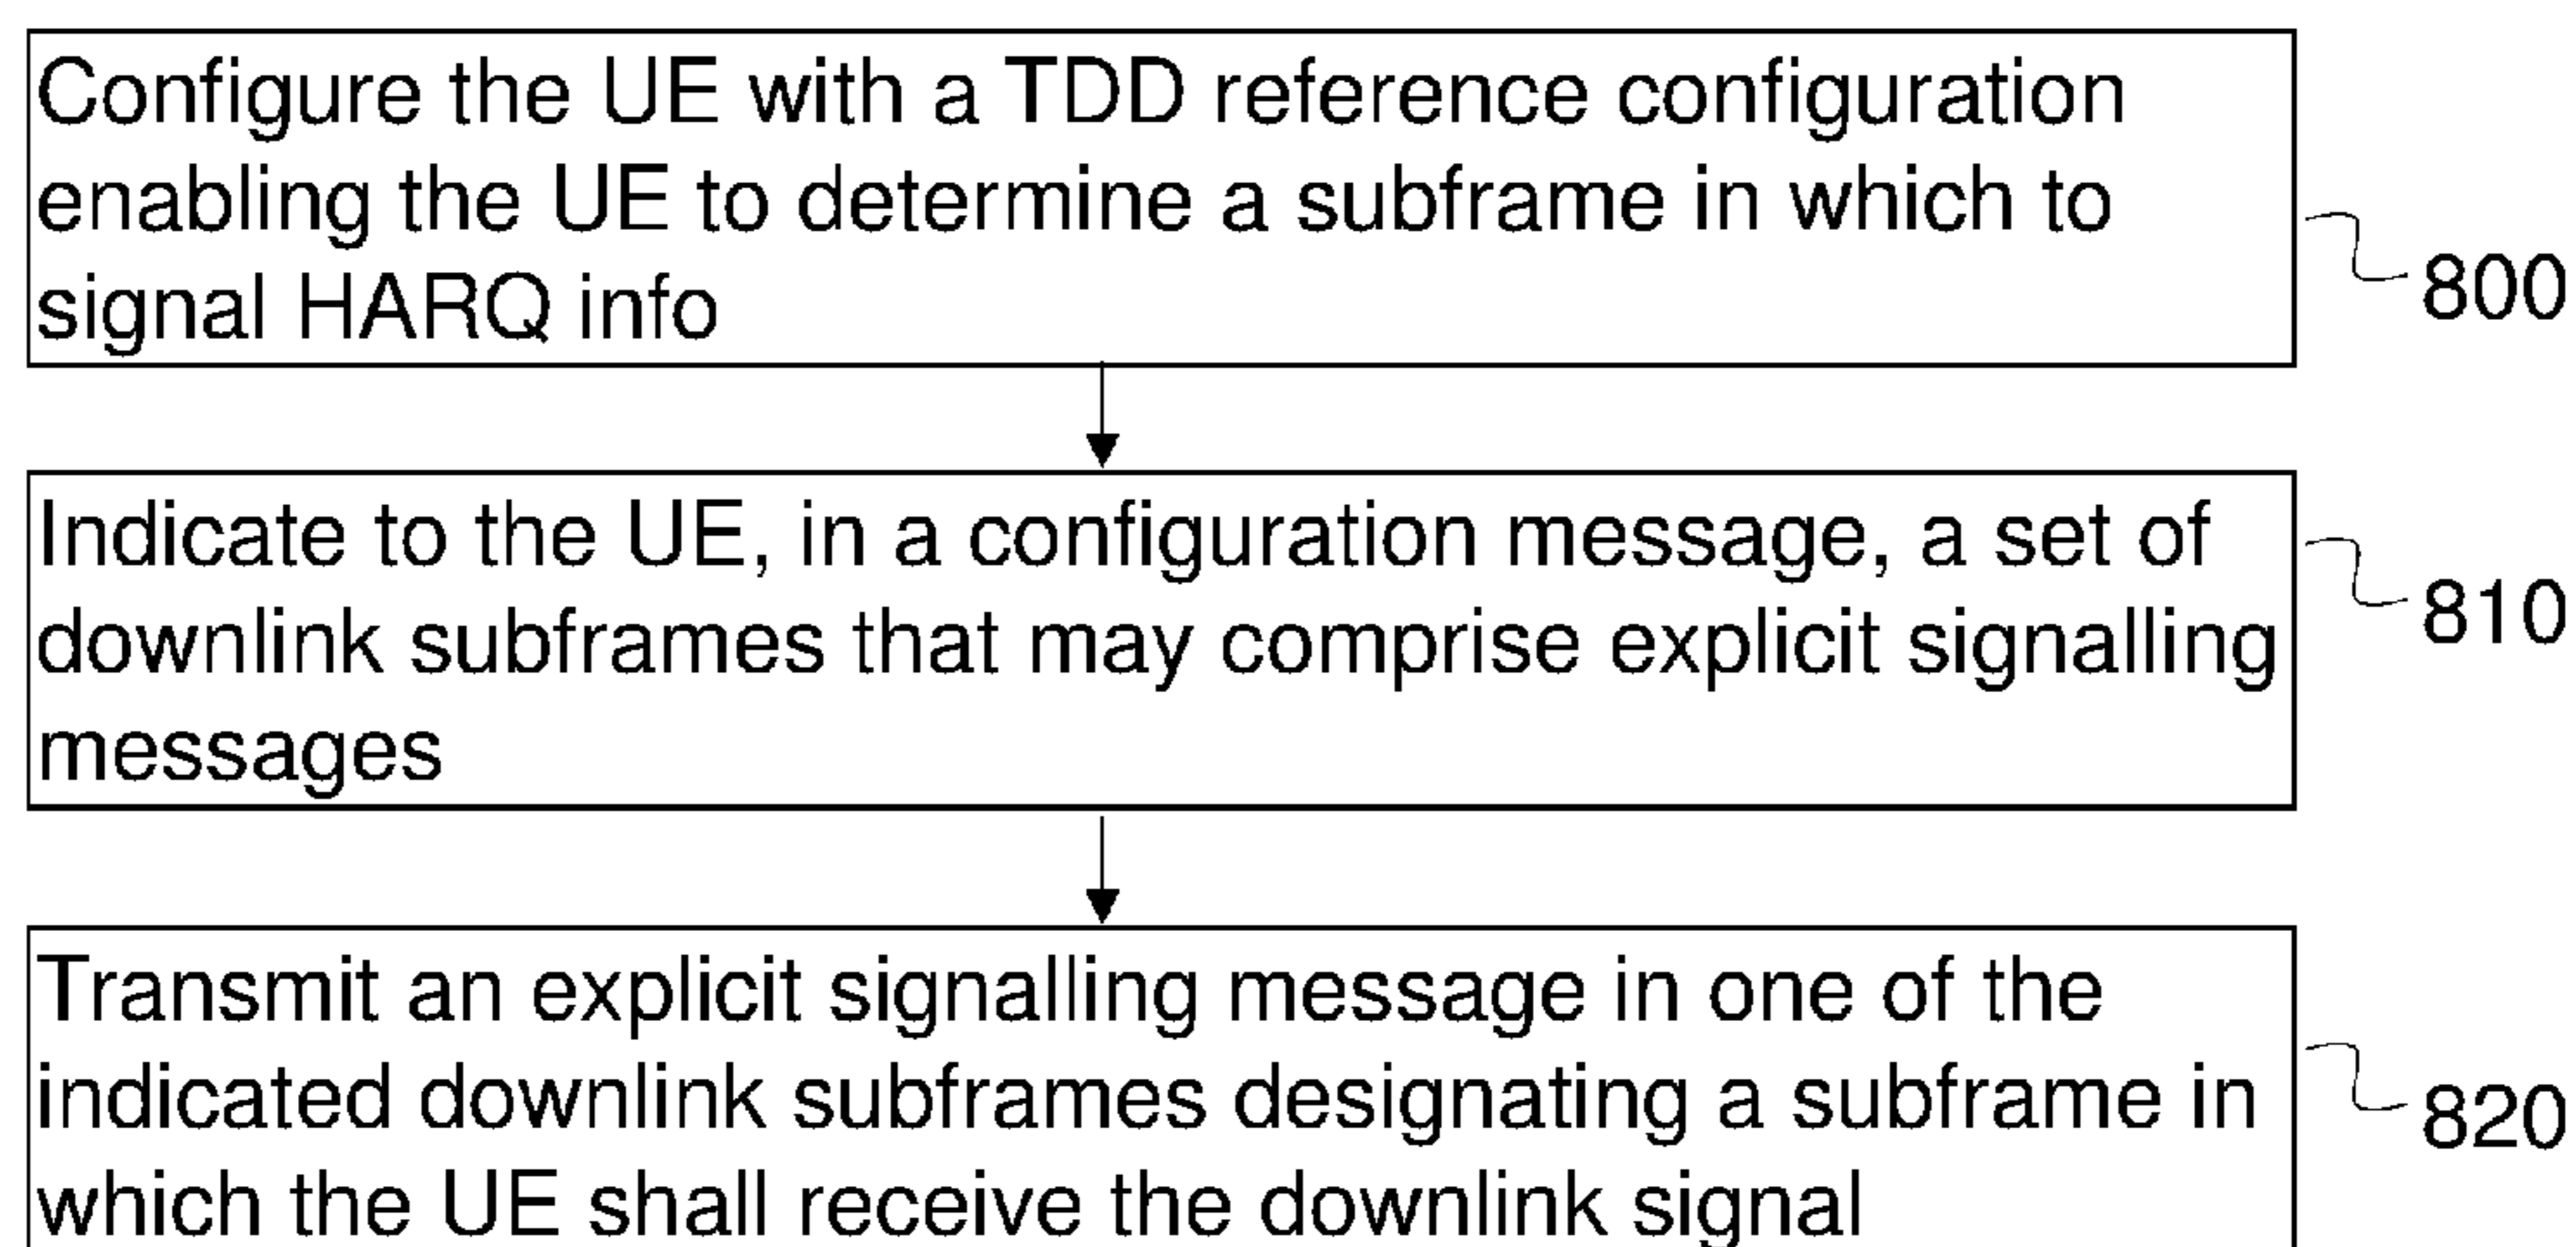 Configure the UE with a TDD reference configuration
enabling the UE to determine a subframe in which to
signal HARQ info
800
Indicate to the UE, in a configuration message, a set of
downlink subframes that may comprise explicit signalling
messages
810
Transmit an explicit signalling message in one of the
indicated downlink subframes designating a subframe in
which the UE shall receive the downlink signal
820